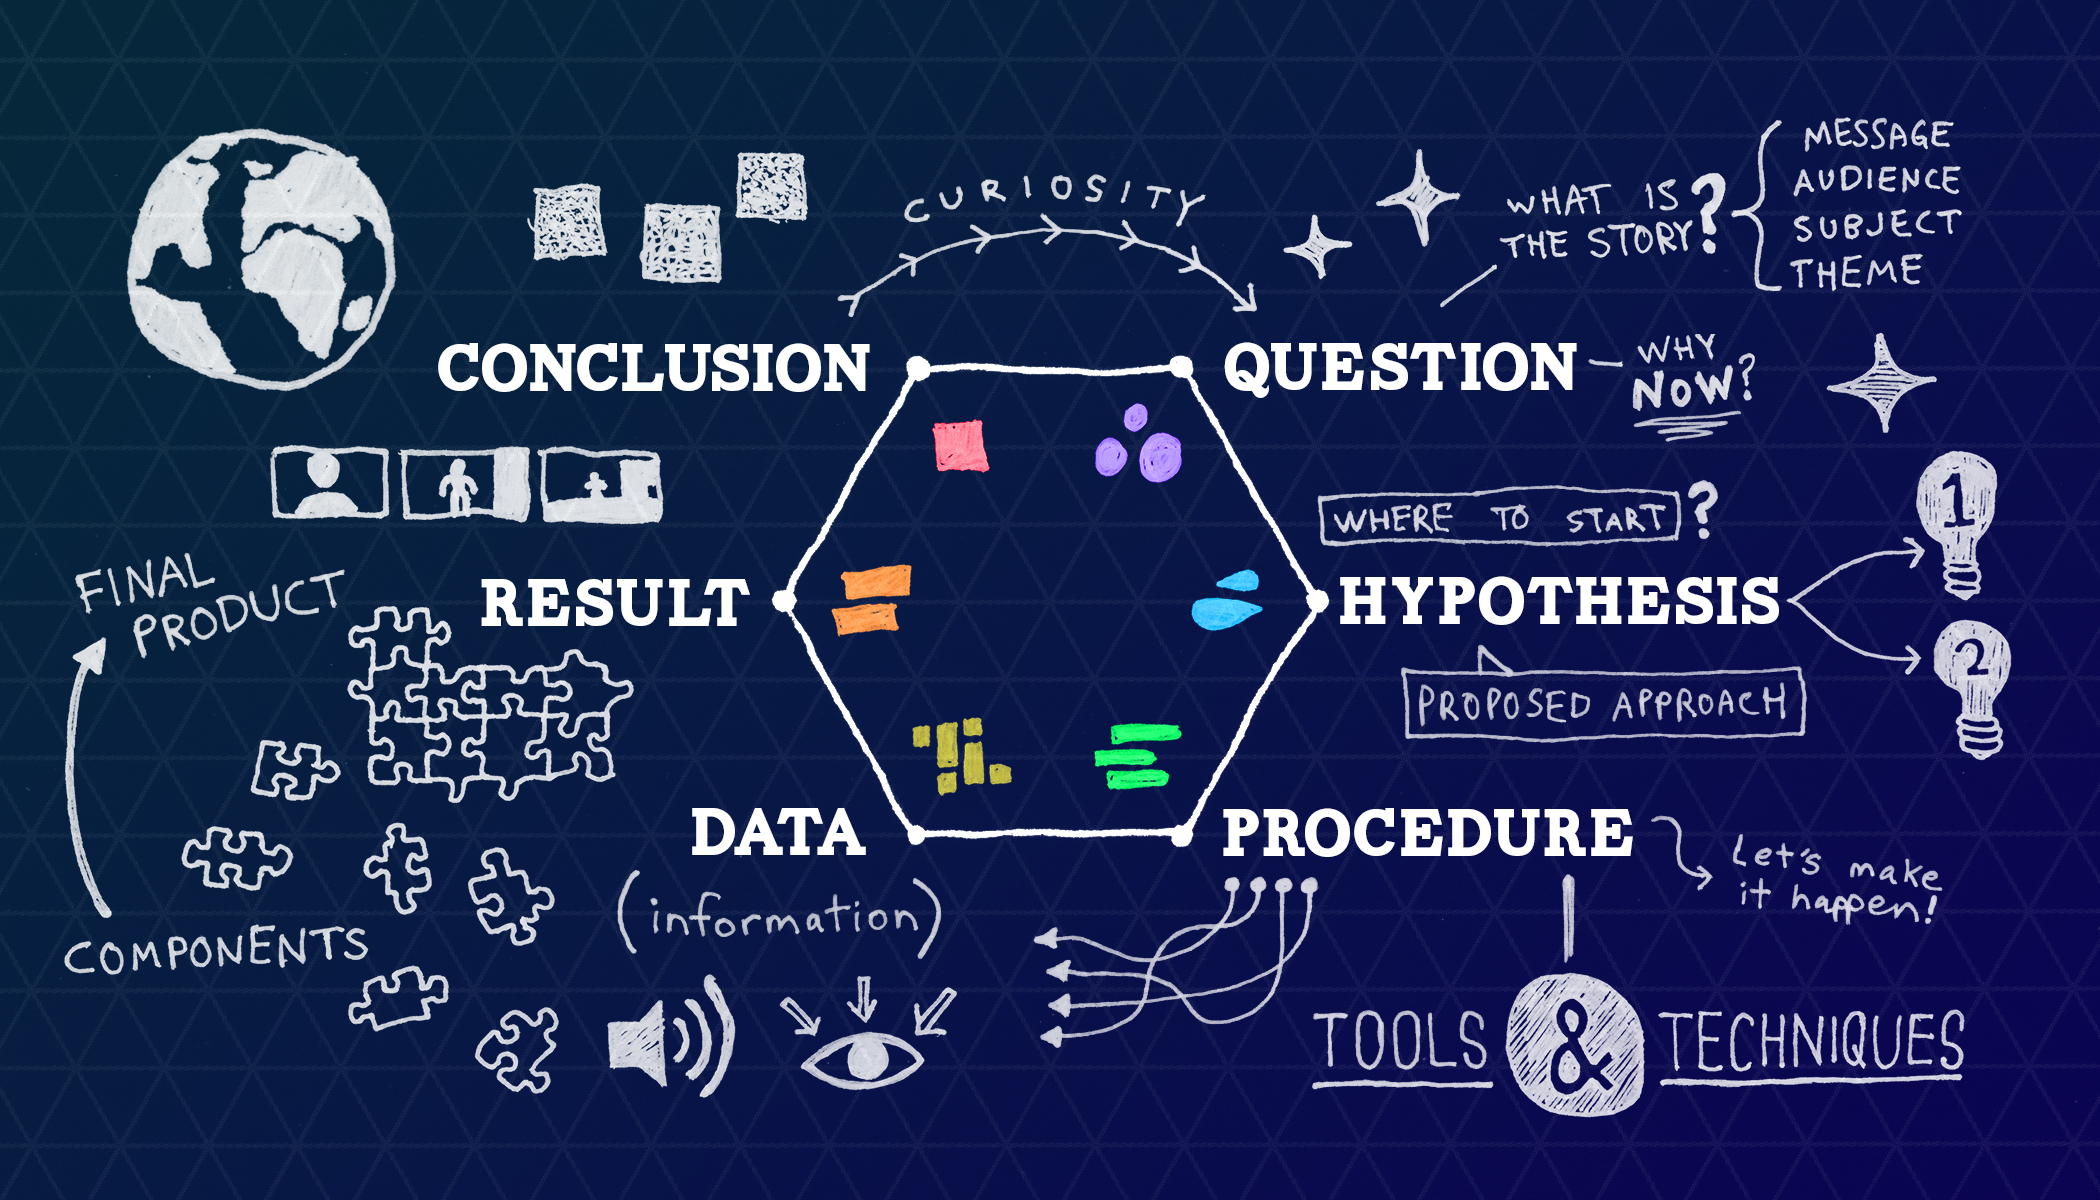 CURIOSITY
WHAT IS
THE STORY?
MESSAGE
AUDIENCE
SUBJECT
THEME
CONCLUSION
QUESTION
WHY
NOW?
WHERE TO START?
1
FINAL
PRODUCT
RESULT
HYPOTHESIS
2
PROPOSED APPROACH
DATA
PROCEDURE
Let's make
it happen!
(information)
COMPONENTS
TOOLS & TECHNIQUES